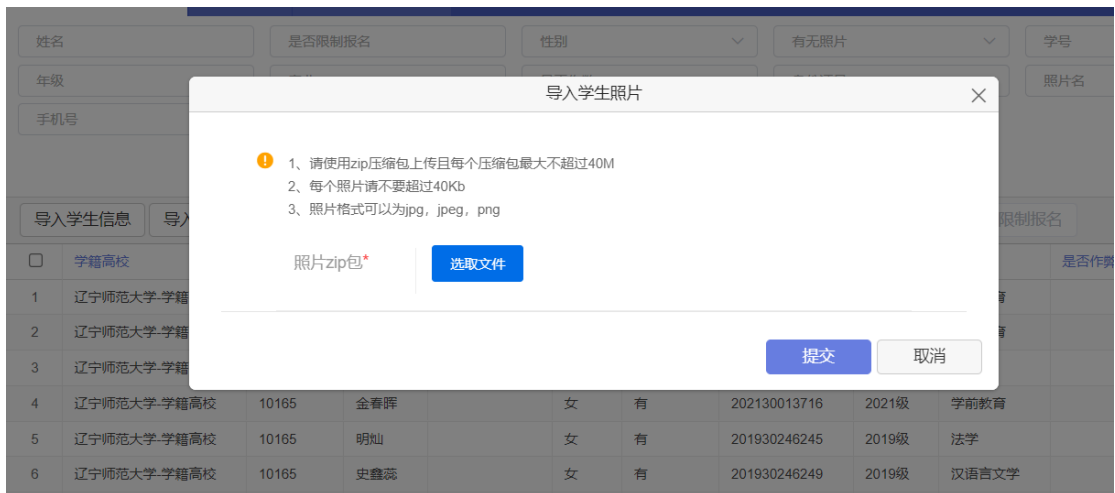 姓名 是否限制报名 性别 有无照片 学号
年级 照片名
导入学生照片
手机号
1、请使用zip压缩包上传且每个压缩包最大不超过40M
2、每个照片请不要超过40Kb
3、照片格式可以为jpg，jpeg，png
导入学生信息 导入 限制报名
照片zip包* 选取文件
学籍高校 是否作弊
1 辽宁师范大学-学籍 育
2 辽宁师范大学-学籍 育
3 辽宁师范大学-学籍
提交 取消
4 辽宁师范大学-学籍高校 10165 金春晖 女 有 202130013716 2021级 学前教育
5 辽宁师范大学-学籍高校 10165 明灿 女 有 201930246245 2019级 法学
6 辽宁师范大学-学籍高校 10165 史鑫蕊 女 有 201930246249 2019级 汉语言文学